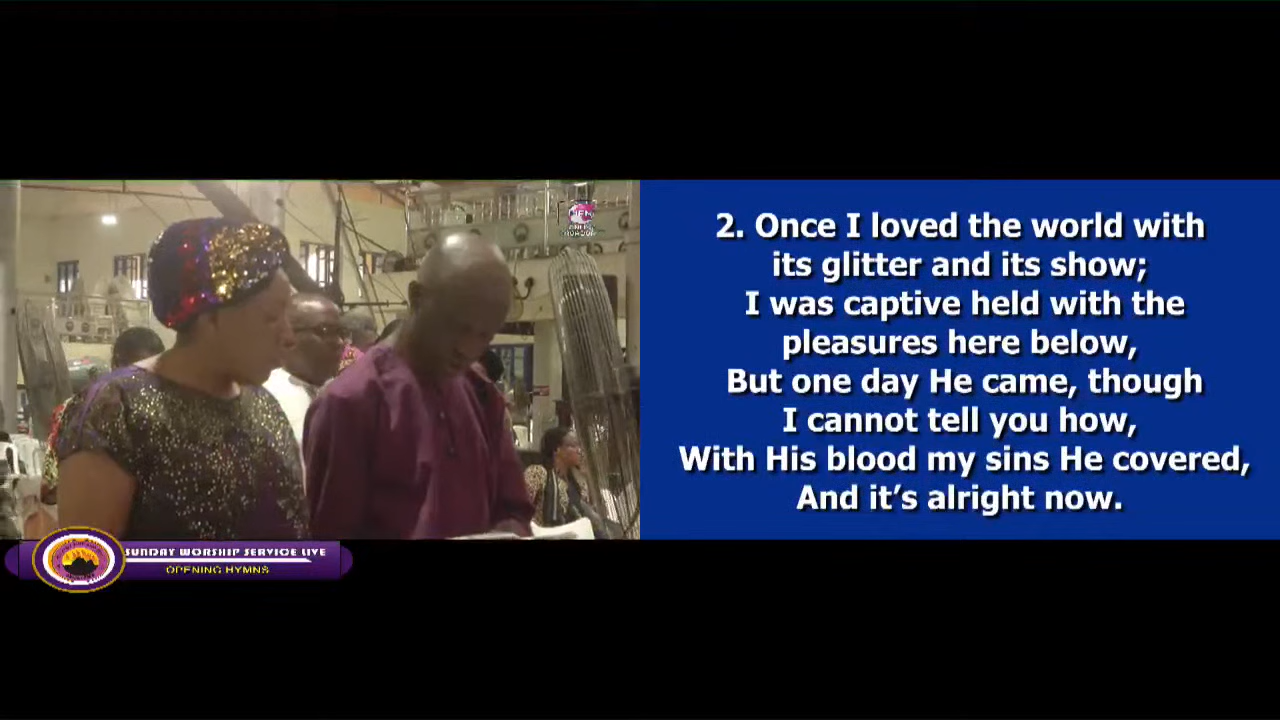 2. Once I loved the world with
its glitter and its show;
I was captive held with the
pleasures here below,
But one day He came, though
I cannot tell you how,
With His blood my sins He covered,
And it's alright now.
SUNDAY WORSHIP SERVICE LIVE
OPENING HYMNS